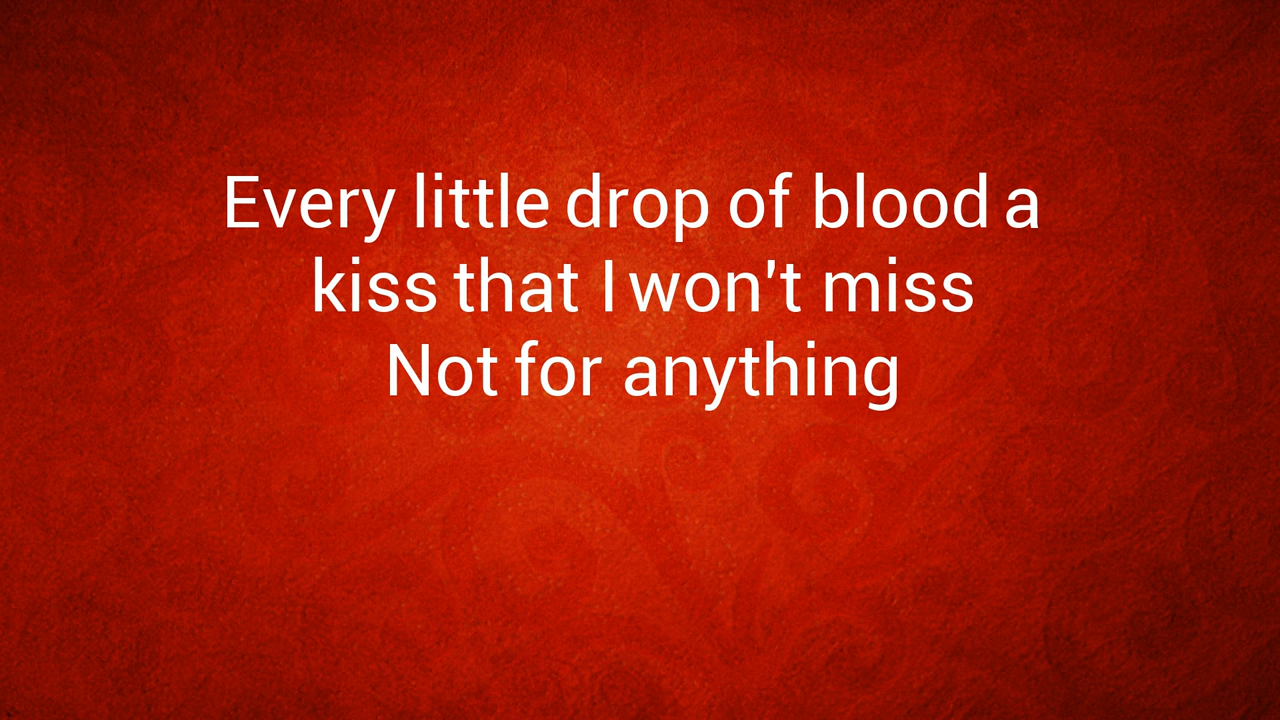 Every little drop of blood a
kiss that I won't miss
Not for anything